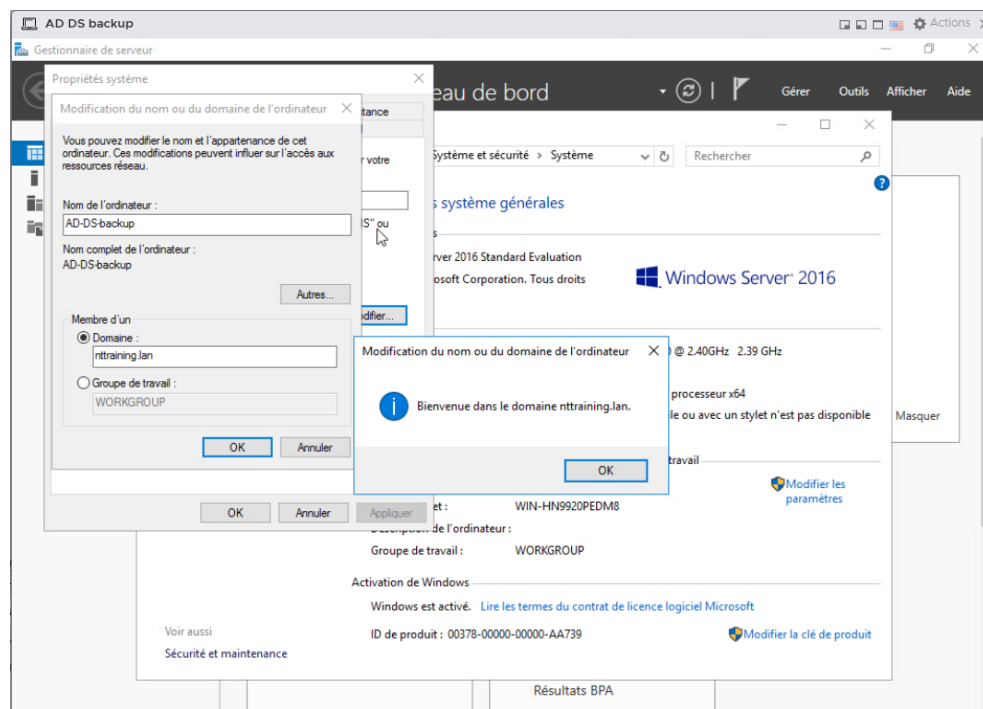 AD DS backup
Actions
Gestionnaire de serveur
eau de bord
Gérer Outils Afficher Aide
Propriétés système
tance
Modification du nom ou du domaine de l'ordinateur
Vous pouvez modifier le nom et l'appartenance de cet
ordinateur. Ces modifications peuvent influer sur l'accès aux
ressources réseau.
r votre
Nom de l'ordinateur :
AD-DS-backup
S" ou
Nom complet de l'ordinateur :
AD-DS-backup
Autres...
difier...
Membre d'un
Domaine :
nttraining.lan
Groupe de travail :
WORKGROUP
OK Annuler
OK Annuler Appliquer
Système et sécurité > Système
Rechercher
s système générales
rver 2016 Standard Evaluation
osoft Corporation. Tous droits
Windows Server® 2016
@ 2.40GHz 2.39 GHz
processeur x64
le ou avec un stylet n'est pas disponible
Masquer
Modification du nom ou du domaine de l'ordinateur
Bienvenue dans le domaine nttraining.lan.
OK
travail
Modifier les
paramètres
et : WIN-HN9920PEDM8
Description de l'ordinateur :
Groupe de travail : WORKGROUP
Activation de Windows
Windows est activé. Lire les termes du contrat de licence logiciel Microsoft
ID de produit : 00378-00000-00000-AA739
Modifier la clé de produit
Voir aussi
Sécurité et maintenance
Résultats BPA